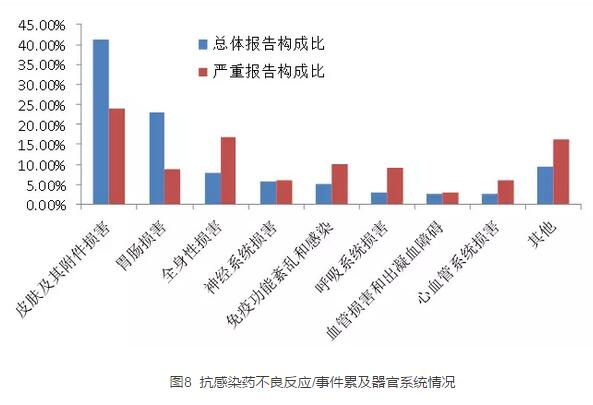 45.00%
40.00%
35.00%
30.00%
25.00%
20.00%
15.00%
10.00%
5.00%
0.00%
总体报告构成比
严重报告构成比
皮肤及其附件损害
胃肠损害
全身性损害
神经系统损害
免疫功能紊乱和感染
呼吸系统损害
血管损害和出凝血障碍
心血管系统损害
其他
图8 抗感染药不良反应/事件累及器官系统情况